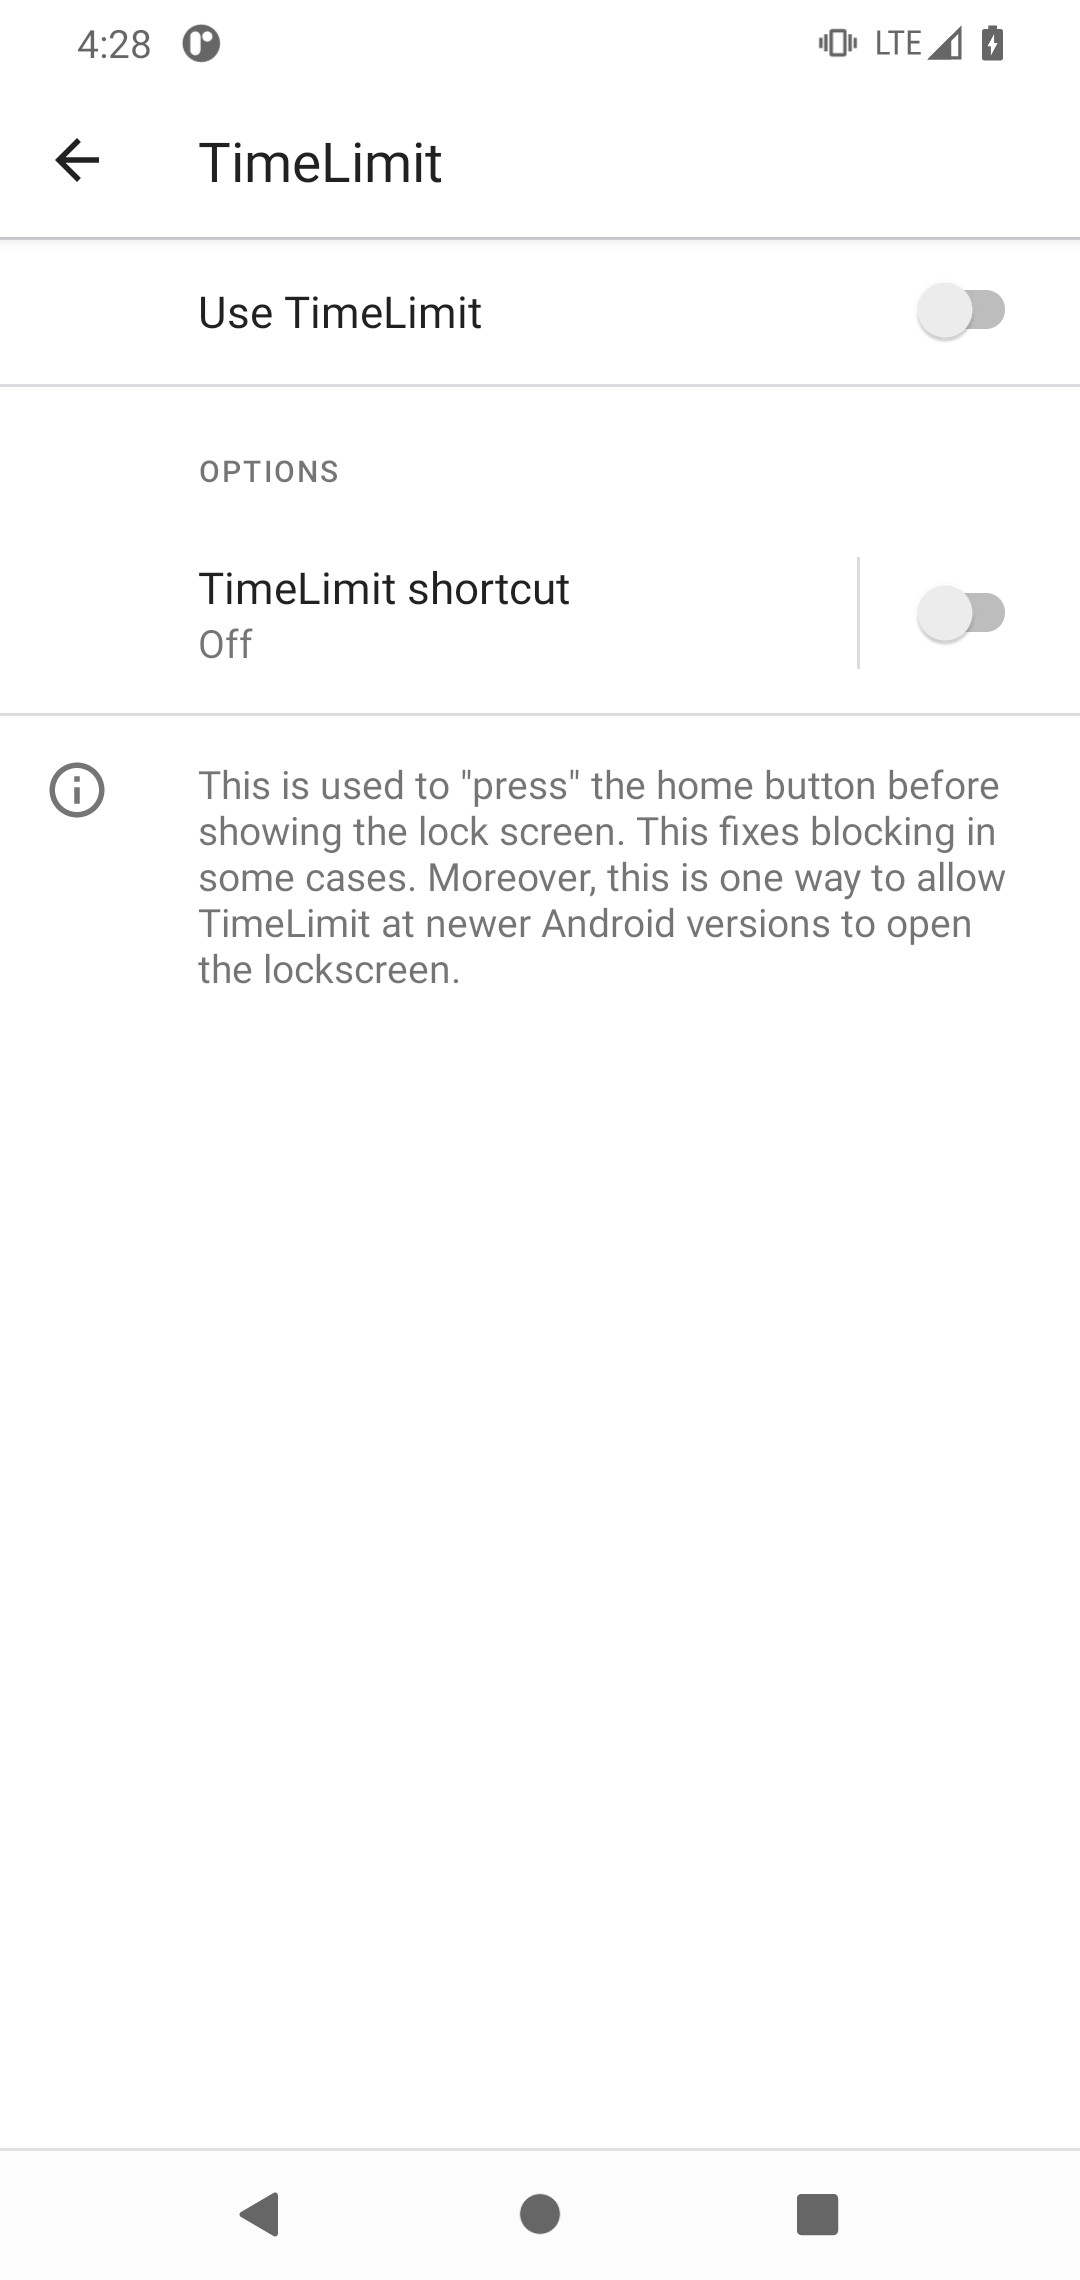 4:28
LTE
TimeLimit
Use TimeLimit
OPTIONS
TimeLimit shortcut
Off
This is used to "press" the home button before
showing the lock screen. This fixes blocking in
some cases. Moreover, this is one way to allow
TimeLimit at newer Android versions to open
the lockscreen.